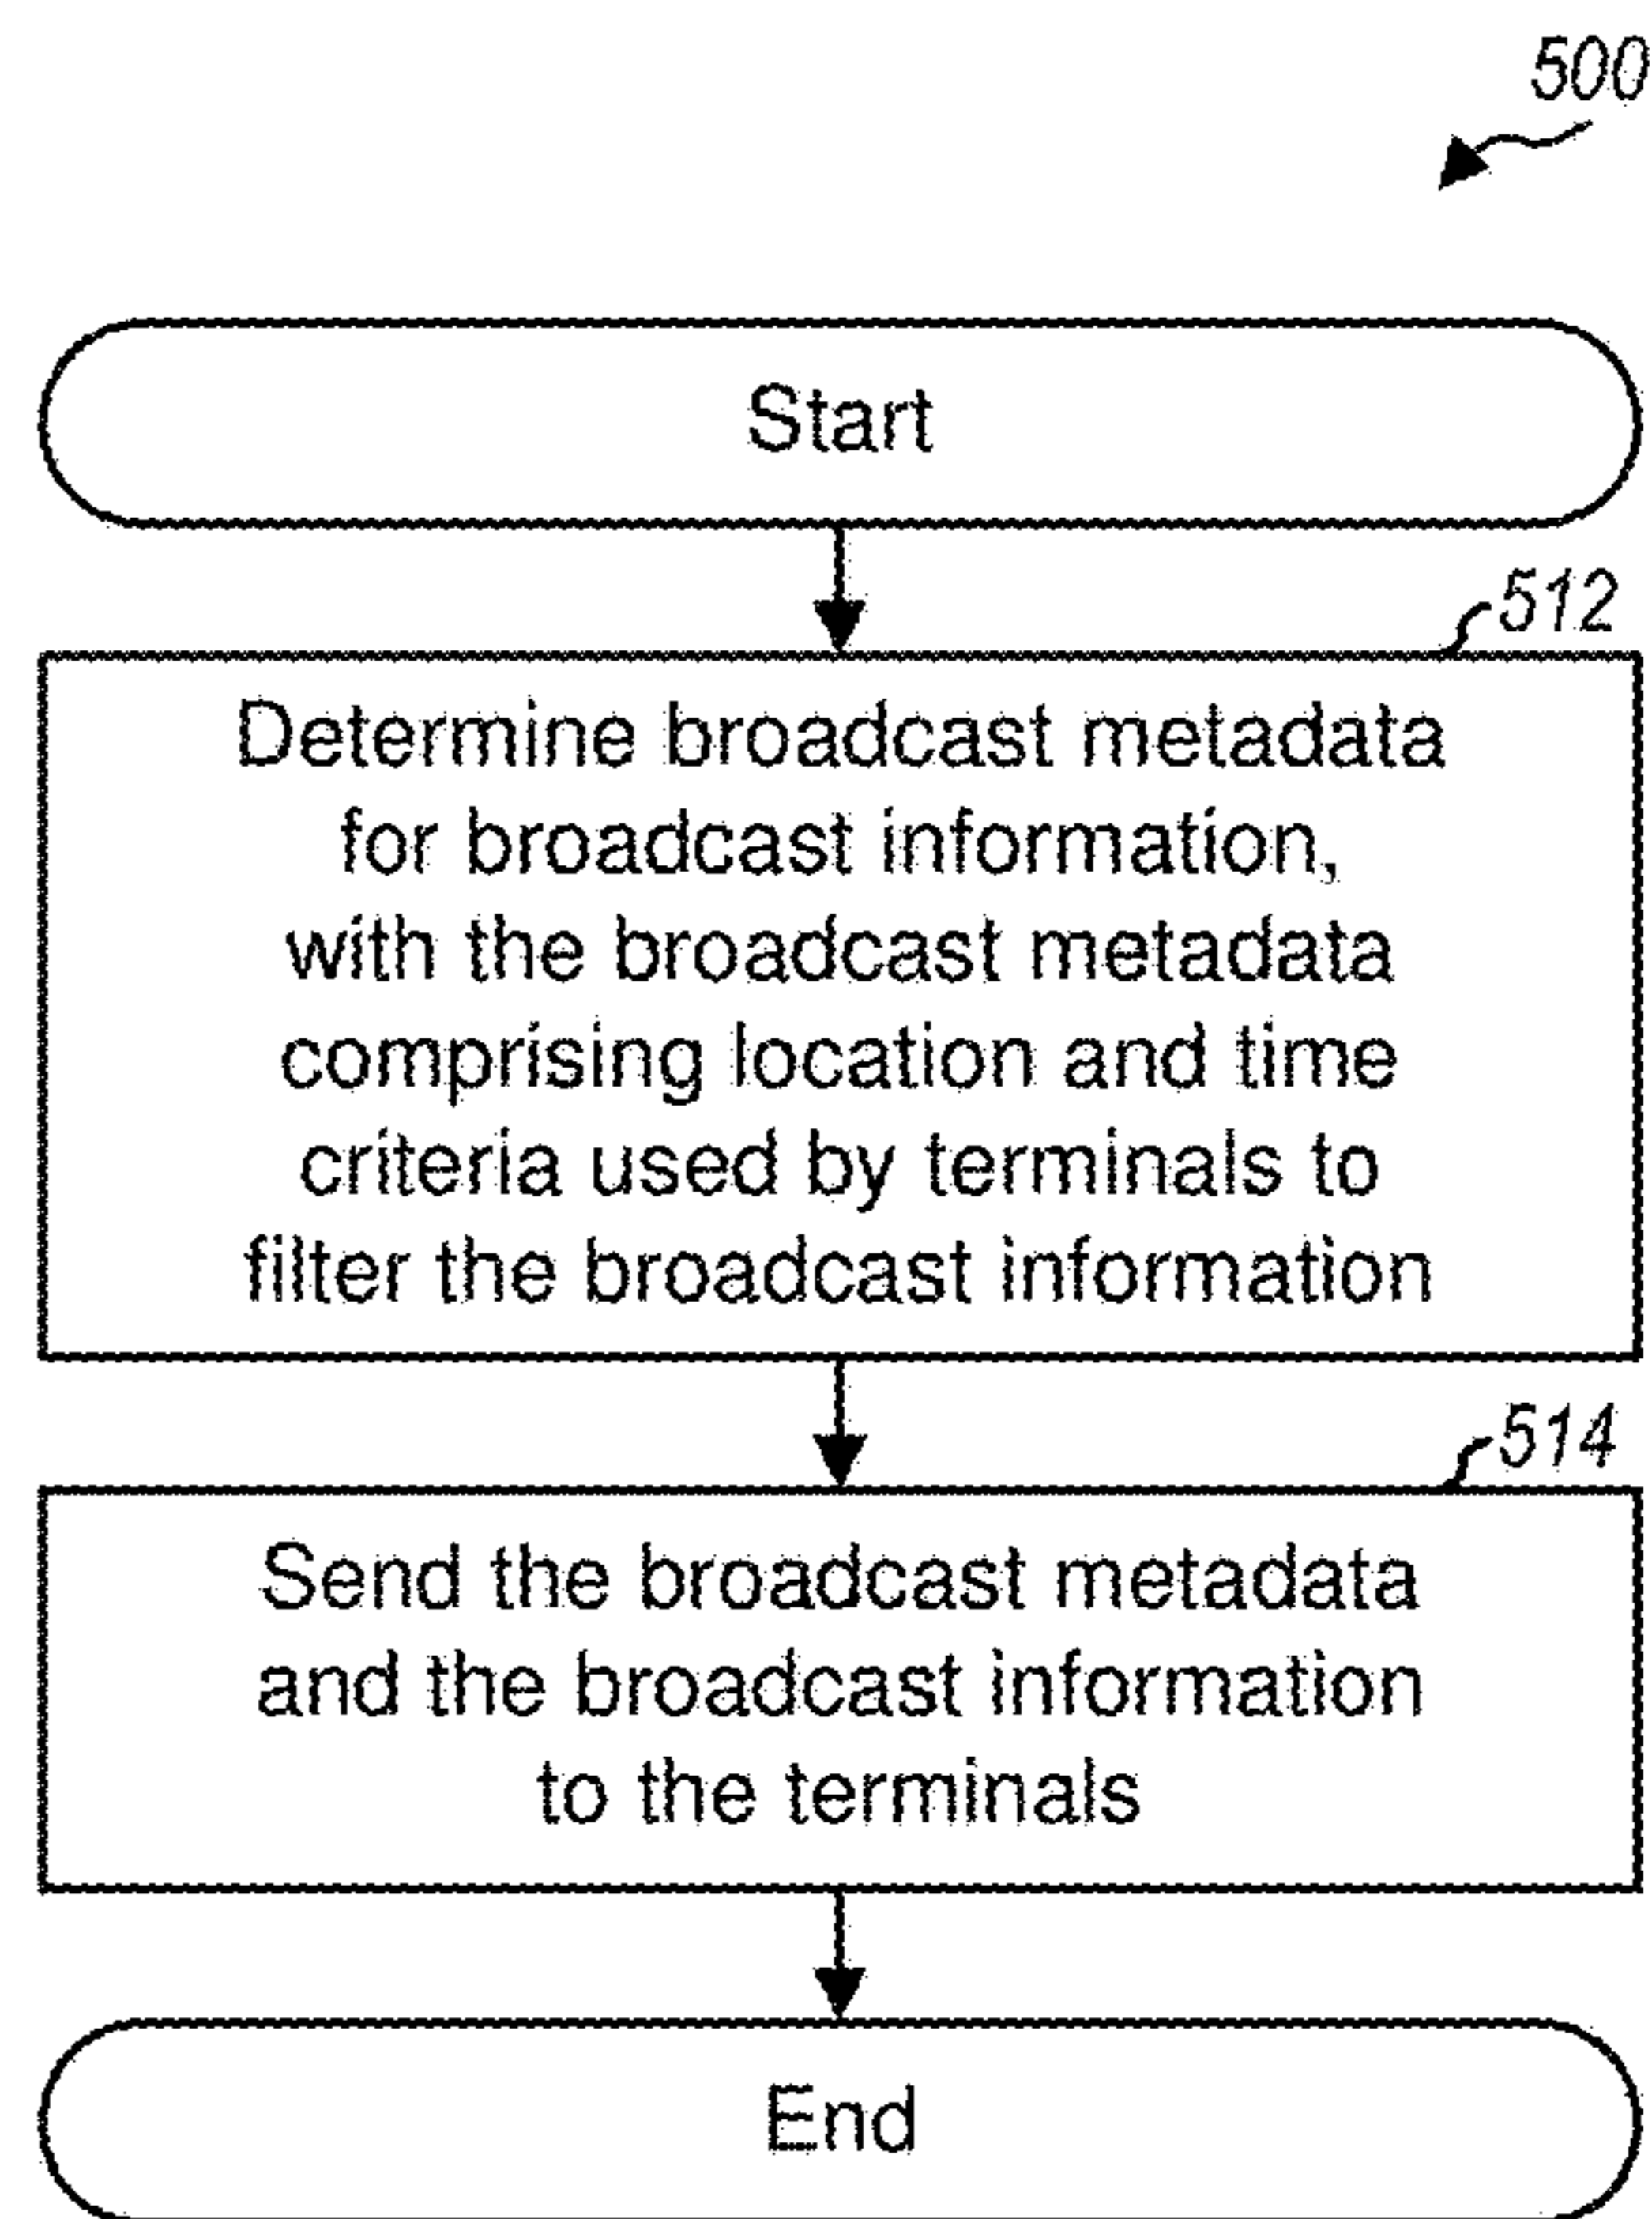 500
Start
512
Determine broadcast metadata
for broadcast information,
with the broadcast metadata
comprising location and time
criteria used by terminals to
filter the broadcast information
514
Send the broadcast metadata
and the broadcast information
to the terminals
End